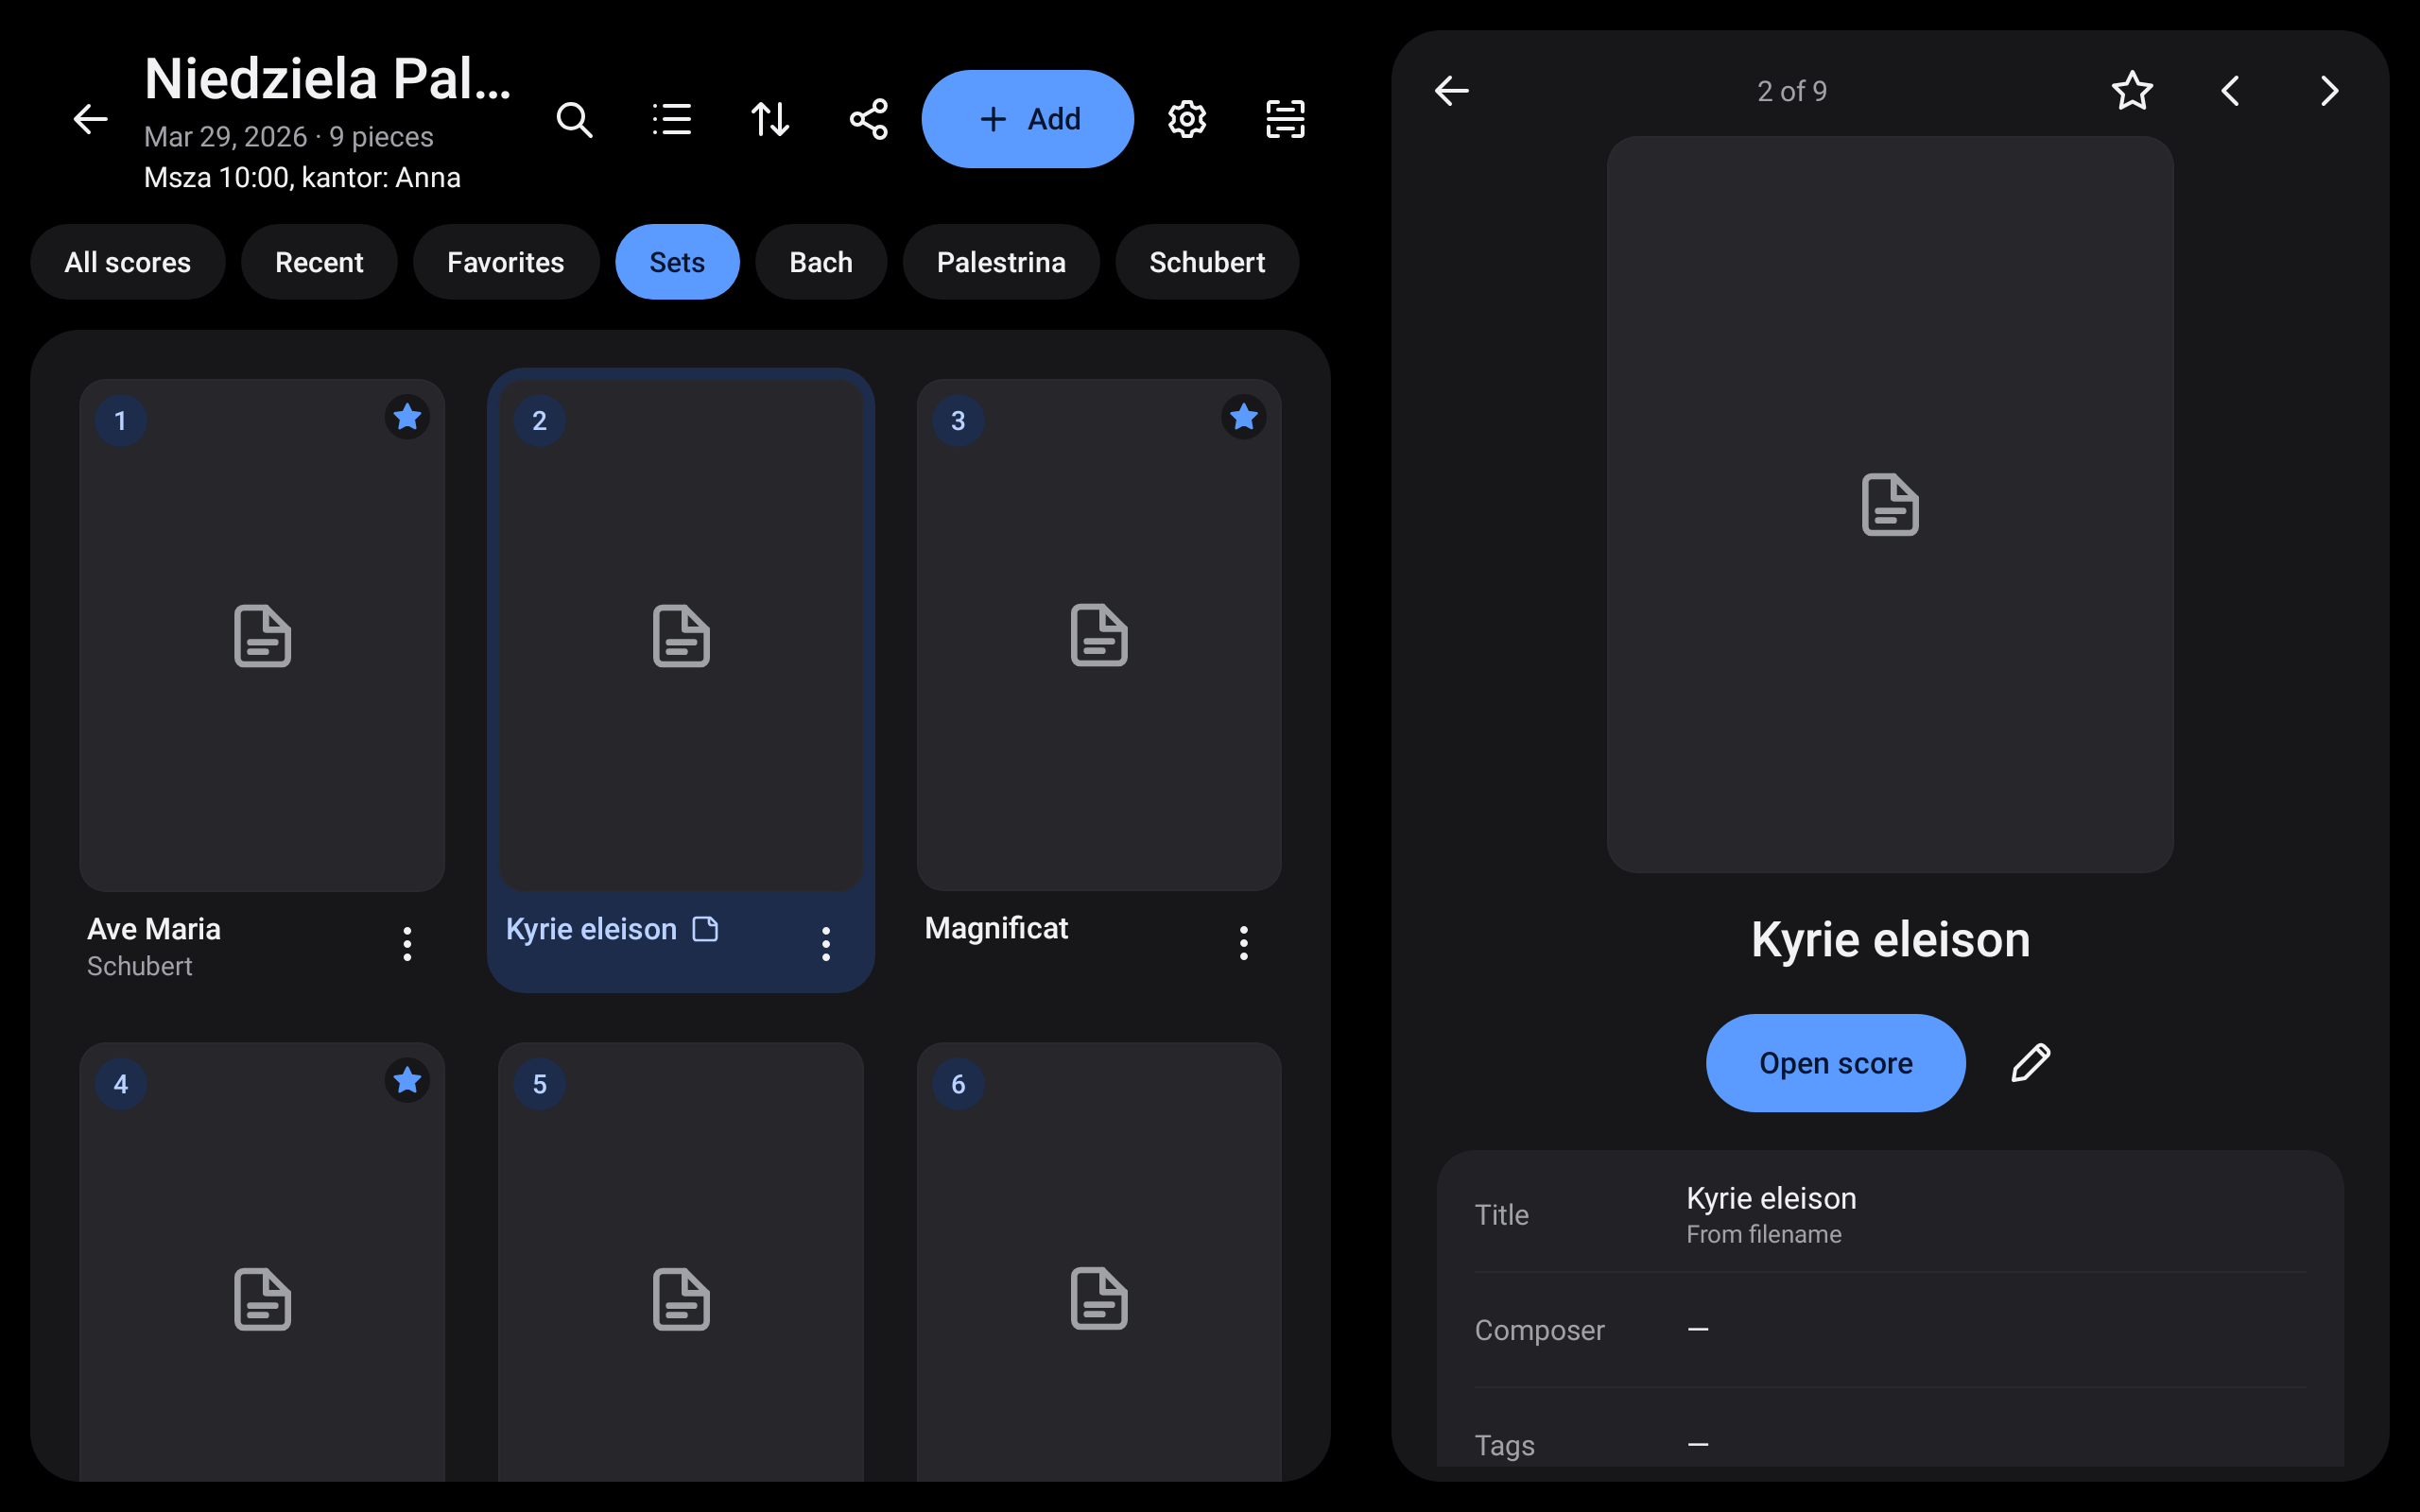 Niedziela Pal...
Mar 29, 2026 · 9 pieces
Msza 10:00, kantor: Anna
Add
All scores
Recent
Favorites
Sets
Bach
Palestrina
Schubert
1
2
3
Ave Maria
Schubert
Kyrie eleison
Magnificat
4
5
6
2 of 9
Kyrie eleison
Open score
Title
Kyrie eleison
From filename
Composer
—
Tags
—